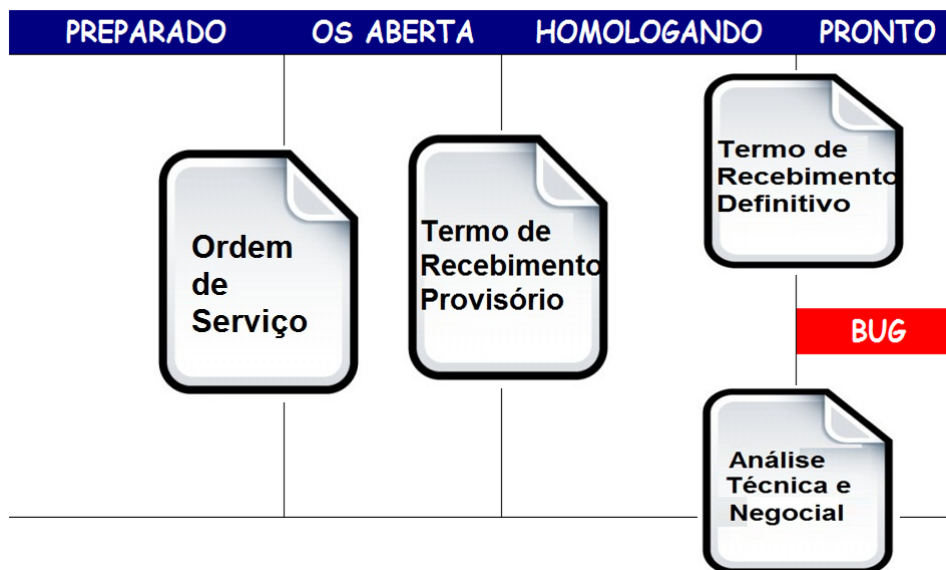 PREPARADO
OS ABERTA
HOMOLOGANDO
PRONTO
Ordem
de
Serviço
Termo de
Recebimento
Provisório
Termo de
Recebimento
Definitivo
BUG
Análise
Técnica e
Negocial